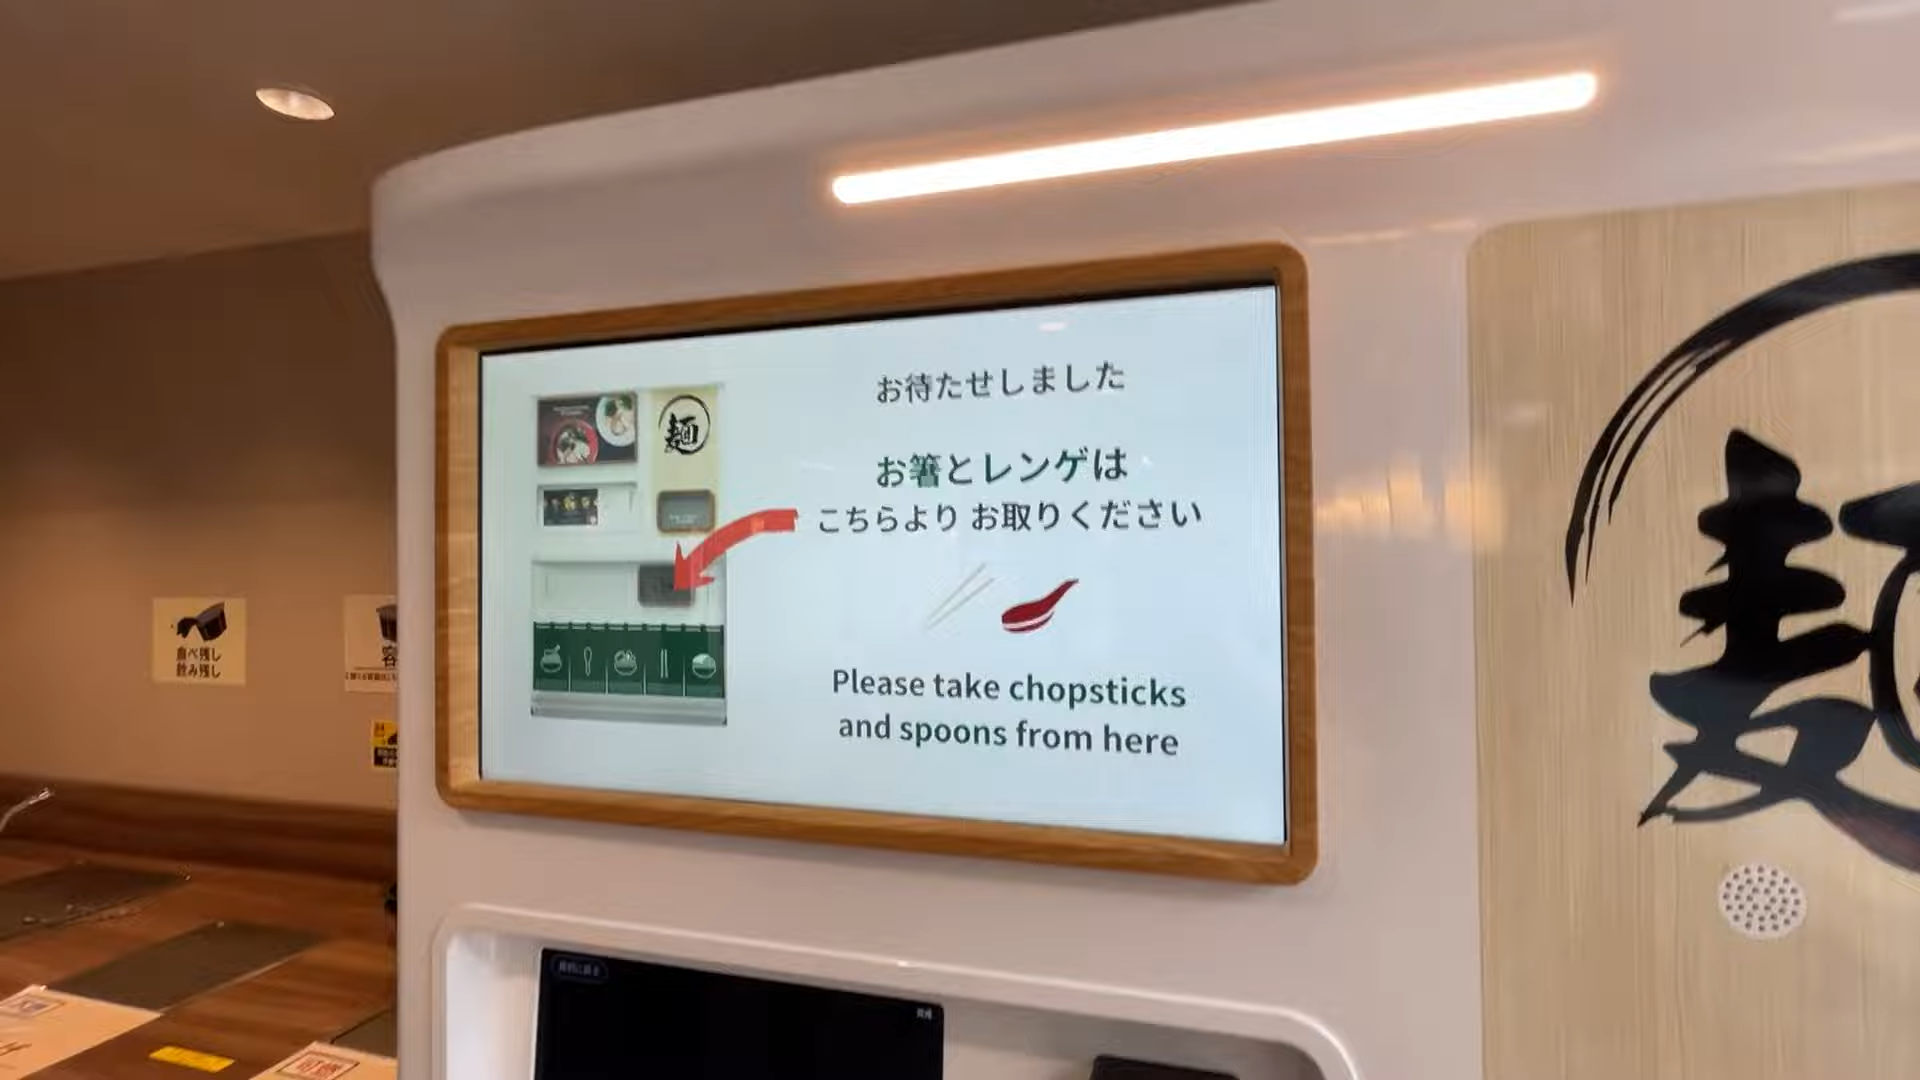 お待たせしました
お箸とレンゲは
こちらより お取りください
Please take chopsticks
and spoons from here
麺
食べ残し
飲み残し
容